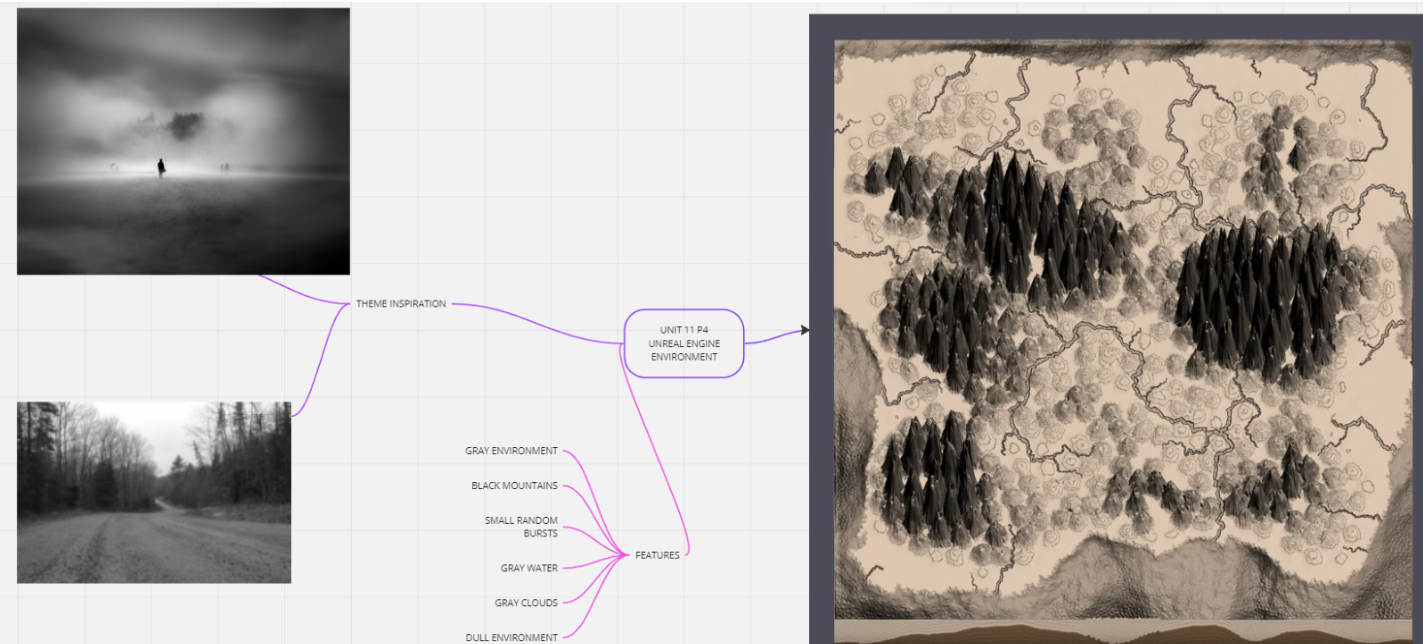 THEME INSPIRATION
UNIT 11 P4
UNREAL ENGINE
ENVIRONMENT
GRAY ENVIRONMENT
BLACK MOUNTAINS
SMALL RANDOM
BURSTS
FEATURES
GRAY WATER
GRAY CLOUDS
DULL ENVIRONMENT